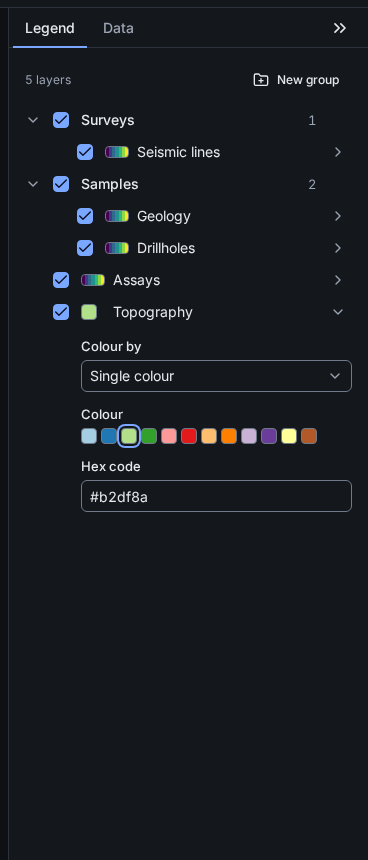 Legend Data
5 layers New group
Surveys 1
Seismic lines
Samples 2
Geology
Drillholes
Assays
Topography
Colour by
Single colour
Colour
Hex code
#b2df8a